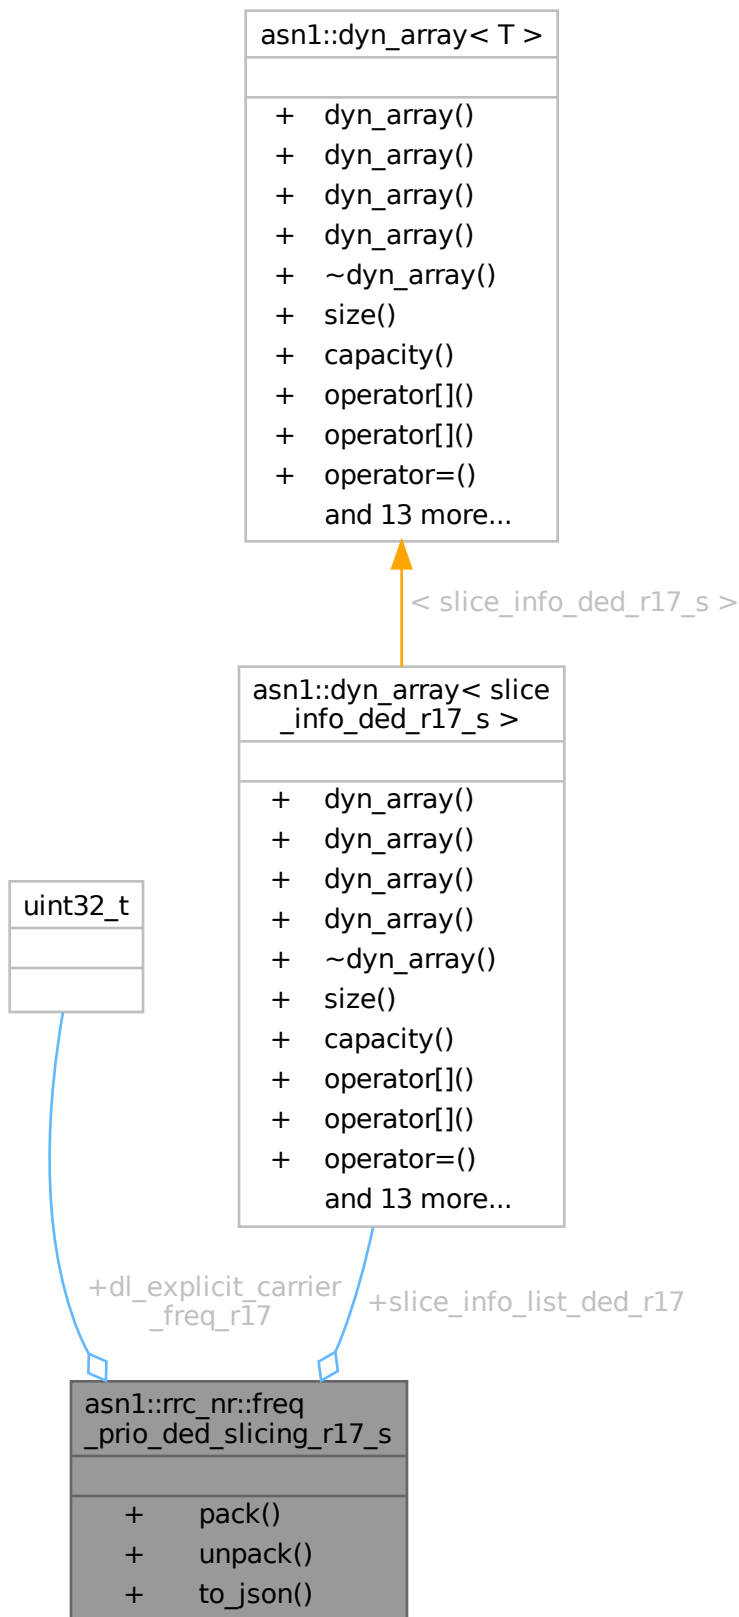 asn1::dyn_array< T >
+ dyn_array()
+ dyn_array()
+ dyn_array()
+ dyn_array()
+ ~dyn_array()
+ size()
+ capacity()
+ operator[]()
+ operator[]()
+ operator=()
and 13 more...
< slice_info_ded_r17_s >
asn1::dyn_array< slice
_info_ded_r17_s >
+ dyn_array()
+ dyn_array()
+ dyn_array()
+ dyn_array()
+ ~dyn_array()
+ size()
+ capacity()
+ operator[]()
+ operator[]()
+ operator=()
and 13 more...
uint32_t
+dl_explicit_carrier
_freq_r17
+slice_info_list_ded_r17
asn1::rrc_nr::freq
_prio_ded_slicing_r17_s
+ pack()
+ unpack()
+ to_json()